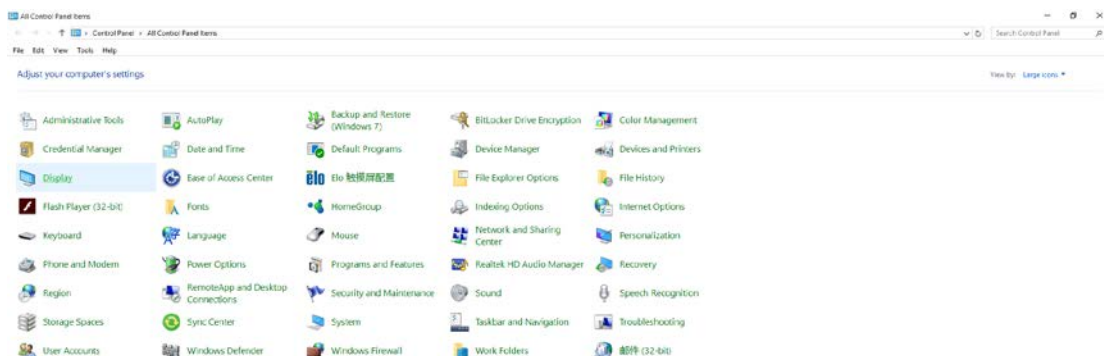 All Control Panel Items
Control Panel › All Control Panel Items
Search Control Panel
File Edit View Tools Help
Adjust your computer's settings
View by: Large icons
Administrative Tools
AutoPlay
Backup and Restore
(Windows 7)
BitLocker Drive Encryption
Color Management
Credential Manager
Date and Time
Default Programs
Device Manager
Devices and Printers
Display
Ease of Access Center
elo
Elo 触摸屏配置
File Explorer Options
File History
Flash Player (32-bit)
Fonts
HomeGroup
Indexing Options
Internet Options
Keyboard
Language
Mouse
Network and Sharing
Center
Personalization
Phone and Modem
Power Options
Programs and Features
Realtek HD Audio Manager
Recovery
Region
RemoteApp and Desktop
Connections
Security and Maintenance
Sound
Speech Recognition
Storage Spaces
Sync Center
System
Taskbar and Navigation
Troubleshooting
User Accounts
Windows Defender
Windows Firewall
Work Folders
邮件 (32-bit)